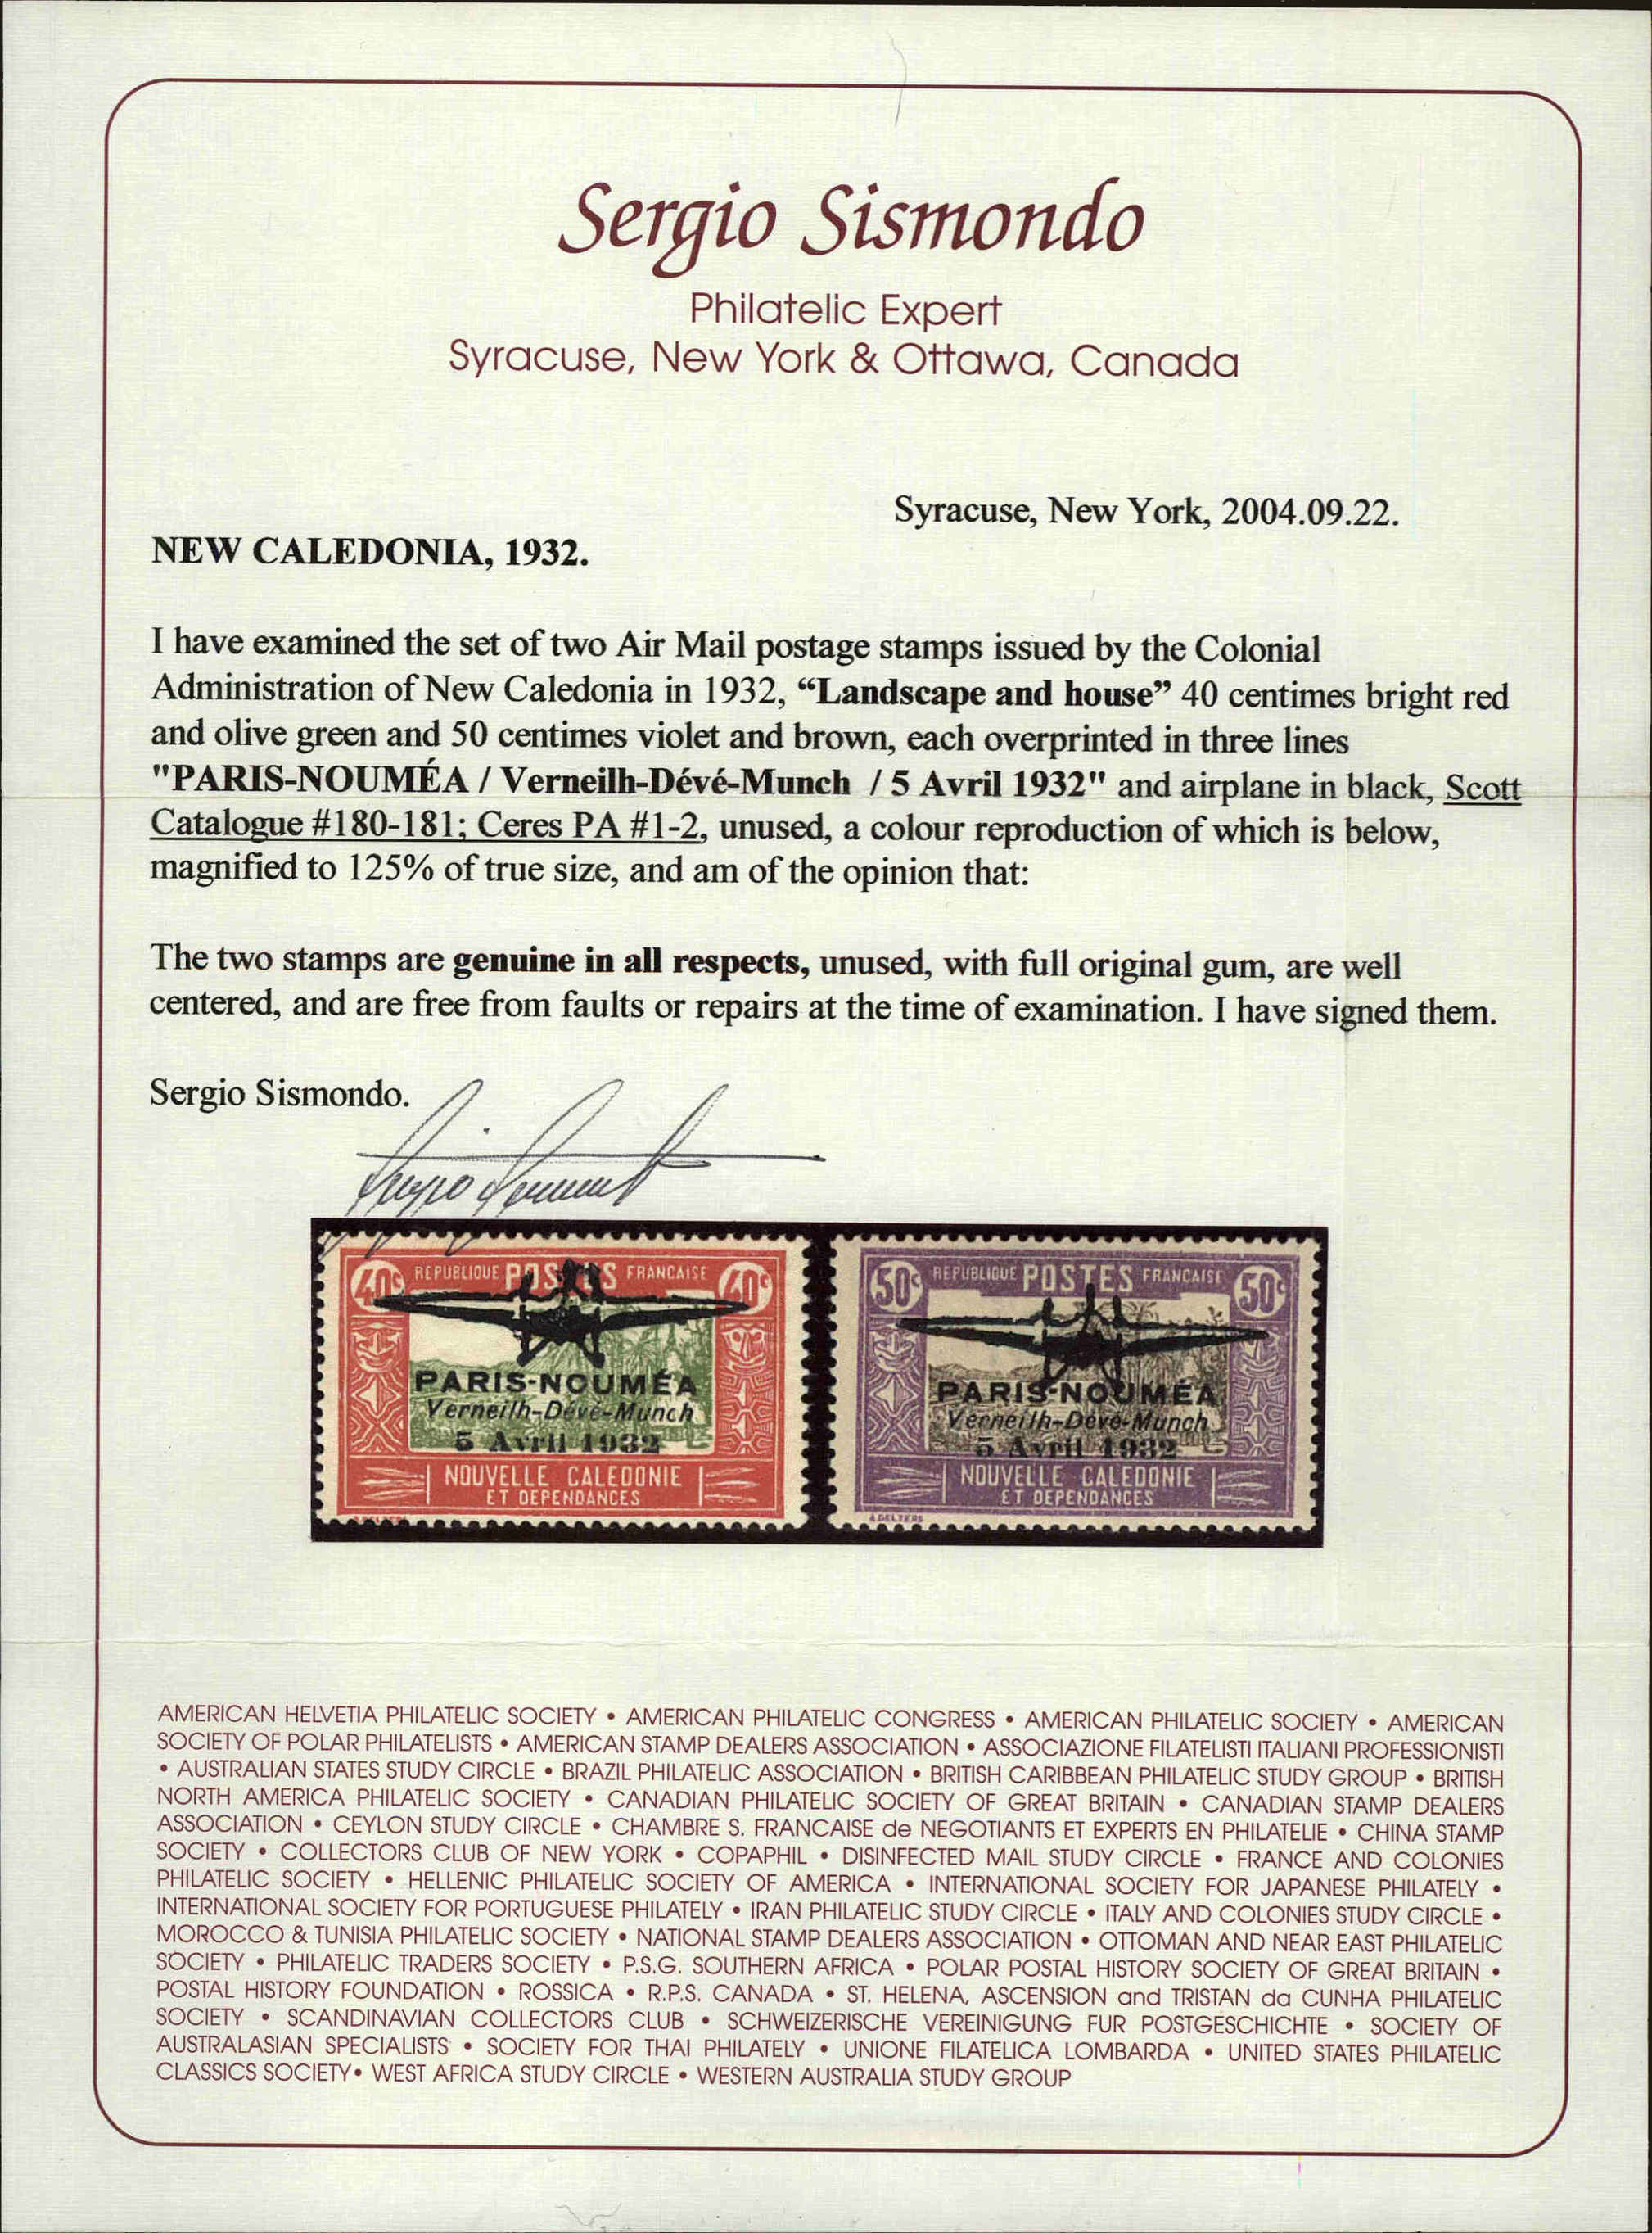 Sergio Sismondo
Philatelic Expert
Syracuse, New York & Ottawa, Canada
Syracuse, New York, 2004.09.22.
NEW CALEDONIA, 1932.
I have examined the set of two Air Mail postage stamps issued by the Colonial
Administration of New Caledonia in 1932, “Landscape and house” 40 centimes bright red
and olive green and 50 centimes violet and brown, each overprinted in three lines
"PARIS-NOUMÉA / Verneilh-Dévé-Munch / 5 Avril 1932" and airplane in black, Scott
Catalogue #180-181; Ceres PA #1-2, unused, a colour reproduction of which is below,
magnified to 125% of true size, and am of the opinion that:
The two stamps are genuine in all respects, unused, with full original gum, are well
centered, and are free from faults or repairs at the time of examination. I have signed them.
Sergio Sismondo.
40c REPUBLIQUE POSTES FRANCAISE 40c
PARIS-NOUMÉA
Verneilh-Dévé-Munch
5 Avril 1932
NOUVELLE CALEDONIE
ET DEPENDANCES
50c REPUBLIQUE POSTES FRANCAISE 50c
PARIS-NOUMÉA
Verneilh-Dévé-Munch
5 Avril 1932
NOUVELLE CALEDONIE
ET DEPENDANCES
A DELZERS
AMERICAN HELVETIA PHILATELIC SOCIETY • AMERICAN PHILATELIC CONGRESS • AMERICAN PHILATELIC SOCIETY • AMERICAN
SOCIETY OF POLAR PHILATELISTS • AMERICAN STAMP DEALERS ASSOCIATION • ASSOCIAZIONE FILATELISTI ITALIANI PROFESSIONISTI
• AUSTRALIAN STATES STUDY CIRCLE • BRAZIL PHILATELIC ASSOCIATION • BRITISH CARIBBEAN PHILATELIC STUDY GROUP • BRITISH
NORTH AMERICA PHILATELIC SOCIETY • CANADIAN PHILATELIC SOCIETY OF GREAT BRITAIN • CANADIAN STAMP DEALERS
ASSOCIATION • CEYLON STUDY CIRCLE • CHAMBRE S. FRANCAISE de NEGOTIANTS ET EXPERTS EN PHILATELIE • CHINA STAMP
SOCIETY • COLLECTORS CLUB OF NEW YORK • COPAPHIL • DISINFECTED MAIL STUDY CIRCLE • FRANCE AND COLONIES
PHILATELIC SOCIETY • HELLENIC PHILATELIC SOCIETY OF AMERICA • INTERNATIONAL SOCIETY FOR JAPANESE PHILATELY •
INTERNATIONAL SOCIETY FOR PORTUGUESE PHILATELY • IRAN PHILATELIC STUDY CIRCLE • ITALY AND COLONIES STUDY CIRCLE •
MOROCCO & TUNISIA PHILATELIC SOCIETY • NATIONAL STAMP DEALERS ASSOCIATION • OTTOMAN AND NEAR EAST PHILATELIC
SOCIETY • PHILATELIC TRADERS SOCIETY • P.S.G. SOUTHERN AFRICA • POLAR POSTAL HISTORY SOCIETY OF GREAT BRITAIN •
POSTAL HISTORY FOUNDATION • ROSSICA • R.P.S. CANADA • ST. HELENA, ASCENSION and TRISTAN da CUNHA PHILATELIC
SOCIETY • SCANDINAVIAN COLLECTORS CLUB • SCHWEIZERISCHE VEREINIGUNG FUR POSTGESCHICHTE • SOCIETY OF
AUSTRALASIAN SPECIALISTS • SOCIETY FOR THAI PHILATELY • UNIONE FILATELICA LOMBARDA • UNITED STATES PHILATELIC
CLASSICS SOCIETY• WEST AFRICA STUDY CIRCLE • WESTERN AUSTRALIA STUDY GROUP